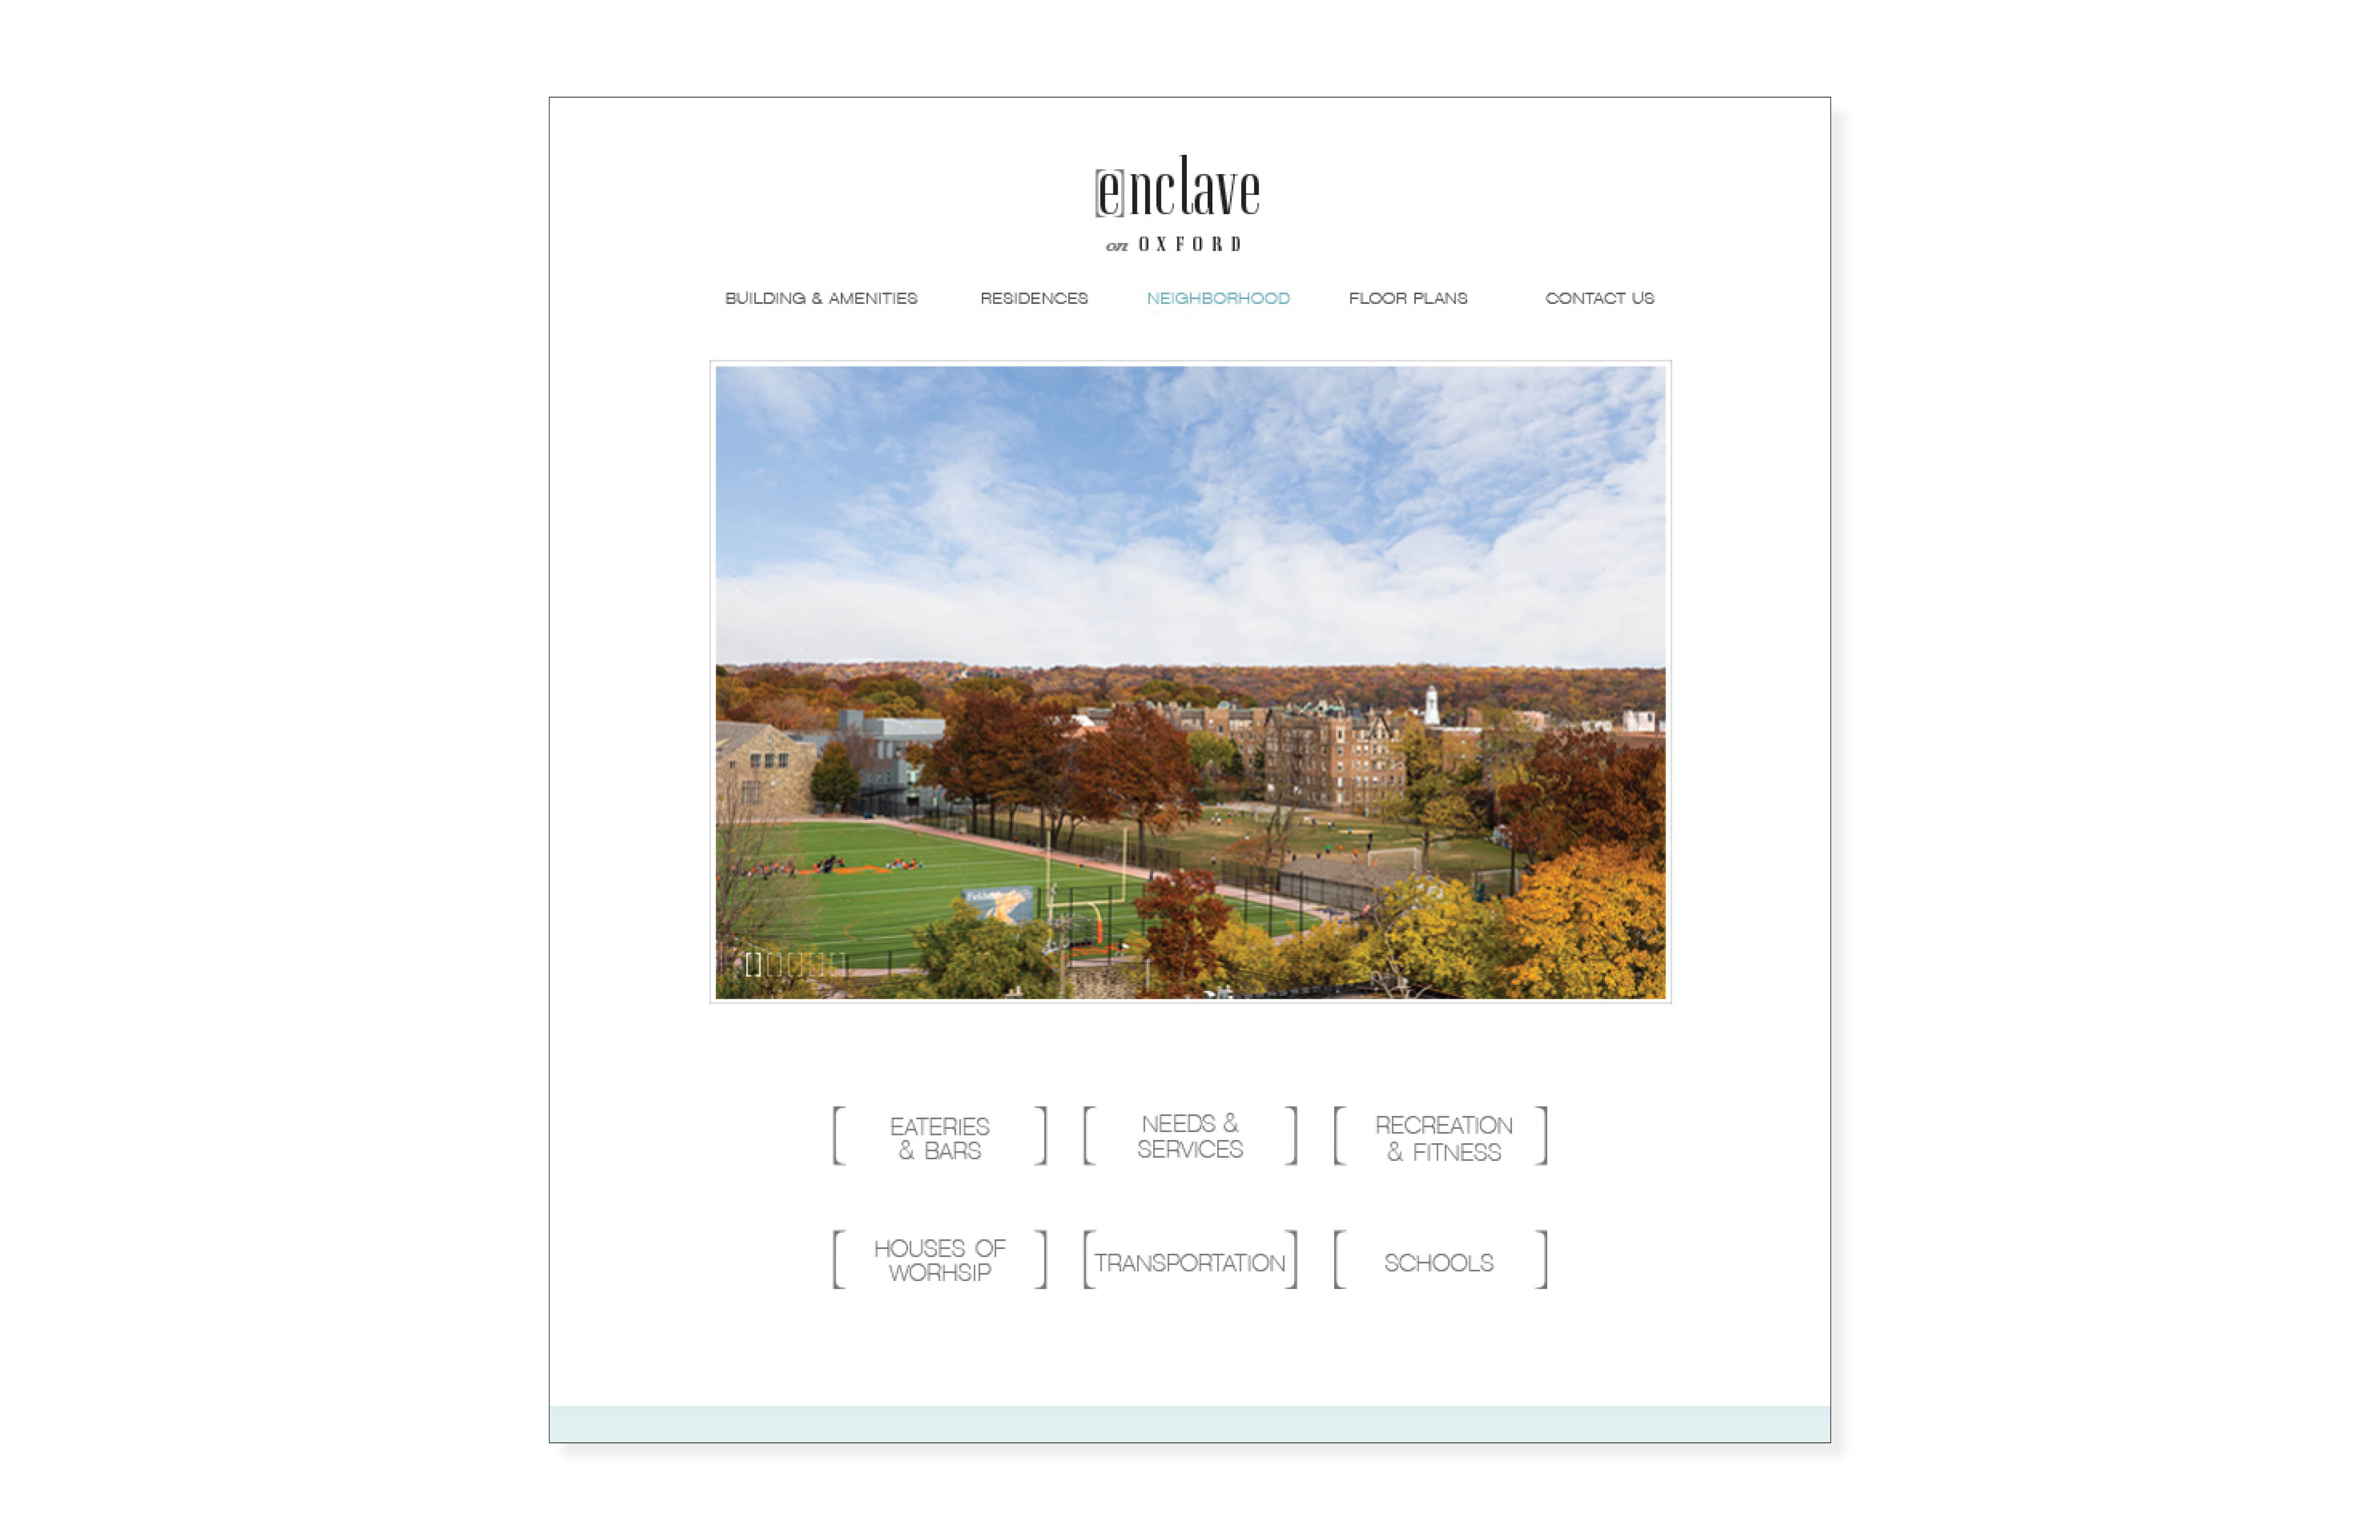 [e]nclave
on OXFORD
BUILDING & AMENITIES RESIDENCES NEIGHBORHOOD FLOOR PLANS CONTACT US
EATERIES
& BARS
NEEDS &
SERVICES
RECREATION
& FITNESS
HOUSES OF
WORHSIP
TRANSPORTATION
SCHOOLS